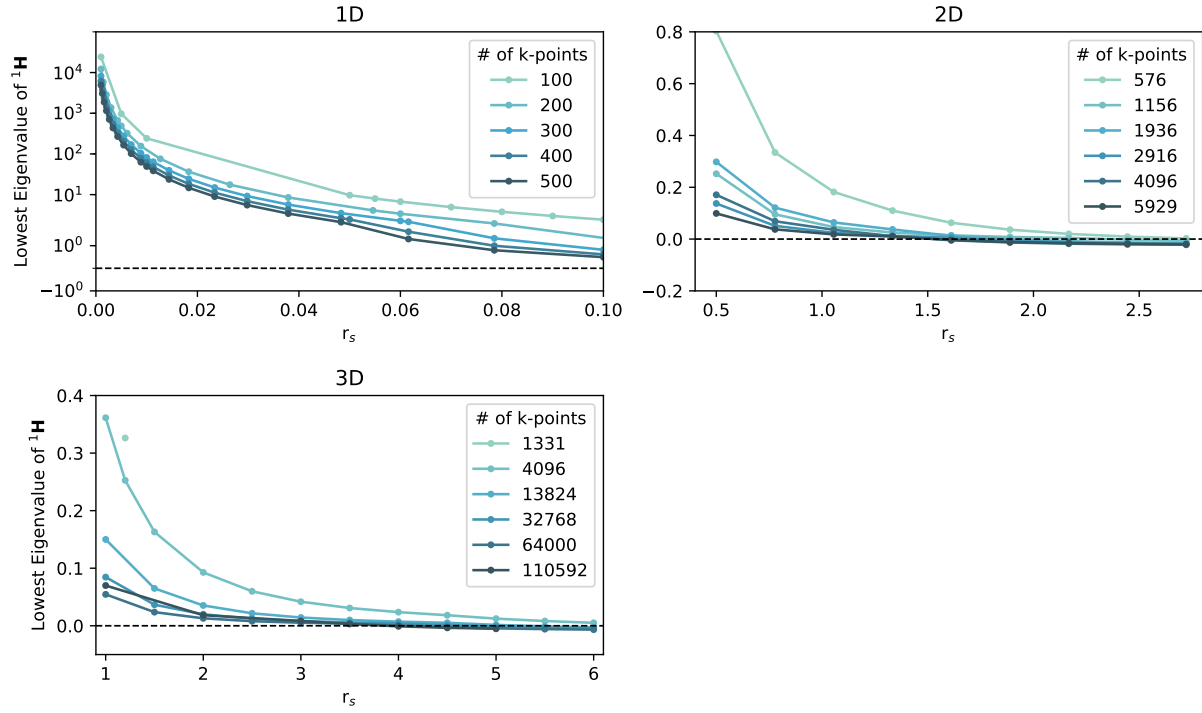 1D
Lowest Eigenvalue of ¹H
10⁴
10³
10²
10¹
10⁰
−10⁰
0.00 0.02 0.04 0.06 0.08 0.10
rₛ
# of k-points
100
200
300
400
500
2D
0.8
0.6
0.4
0.2
0.0
−0.2
0.5 1.0 1.5 2.0 2.5
rₛ
# of k-points
576
1156
1936
2916
4096
5929
3D
Lowest Eigenvalue of ¹H
0.4
0.3
0.2
0.1
0.0
1 2 3 4 5 6
rₛ
# of k-points
1331
4096
13824
32768
64000
110592